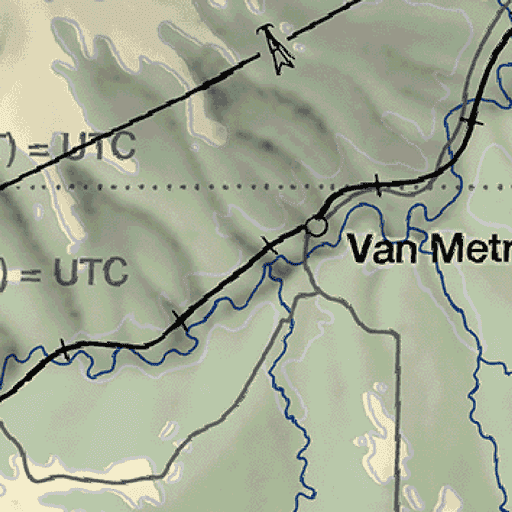 T) = UTC
Van Metr
) = UTC